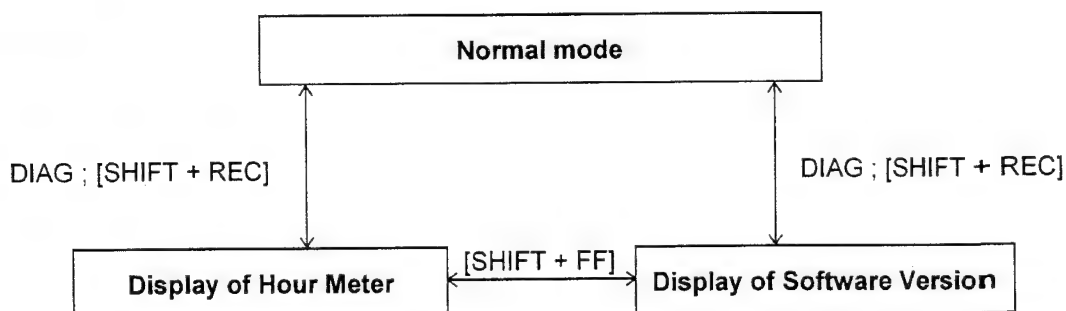 Normal mode
DIAG ; [SHIFT + REC]
DIAG ; [SHIFT + REC]
[SHIFT + FF]
Display of Hour Meter
Display of Software Version